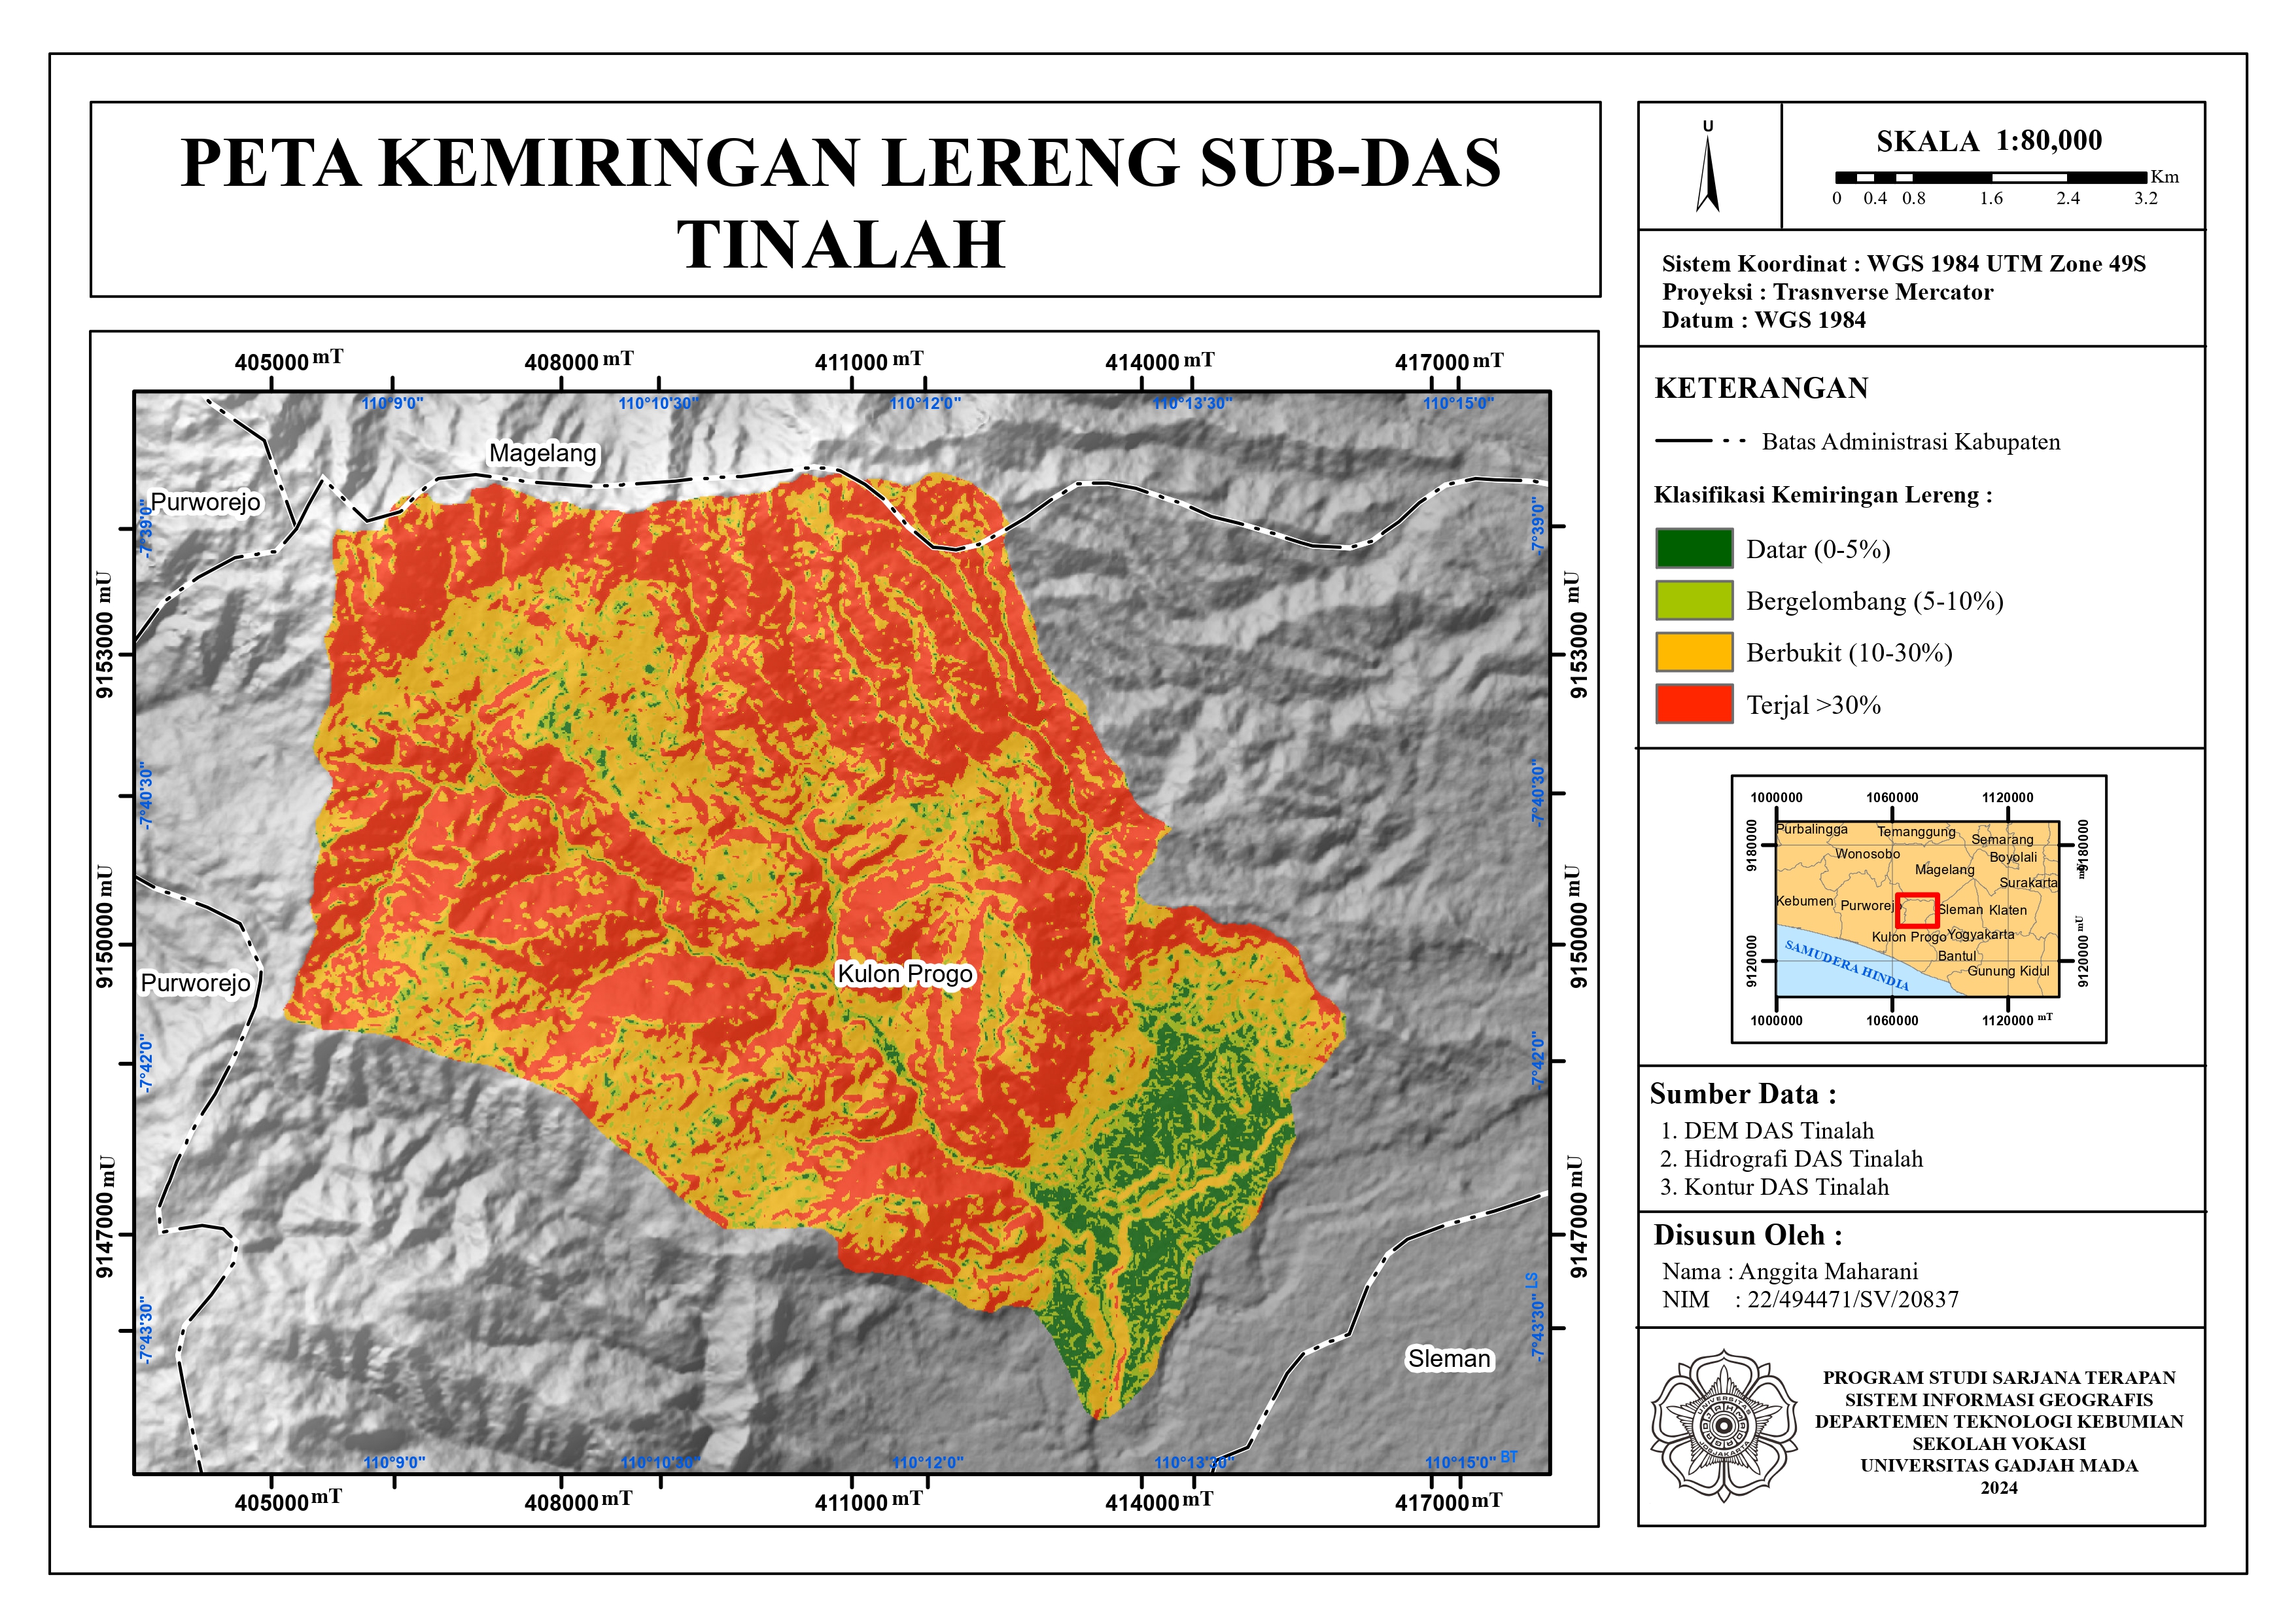 PETA KEMIRINGAN LERENG SUB-DAS
TINALAH
405000 mT
408000 mT
411000 mT
414000 mT
417000 mT
110°9'0"
110°10'30"
110°12'0"
110°13'30"
110°15'0"
Magelang
Purworejo
-7°39'0"
-7°39'0"
9153000 mU
9153000 mU
-7°40'30"
-7°40'30"
9150000 mU
9150000 mU
Purworejo
Kulon Progo
-7°42'0"
-7°42'0"
9147000 mU
9147000 mU
-7°43'30"
-7°43'30" LS
Sleman
110°9'0"
110°10'30"
110°12'0"
110°13'30"
110°15'0" BT
405000 mT
408000 mT
411000 mT
414000 mT
417000 mT
U
SKALA 1:80,000
Km
0 0.4 0.8 1.6 2.4 3.2
Sistem Koordinat : WGS 1984 UTM Zone 49S
Proyeksi : Trasnverse Mercator
Datum : WGS 1984
KETERANGAN
Batas Administrasi Kabupaten
Klasifikasi Kemiringan Lereng :
Datar (0-5%)
Bergelombang (5-10%)
Berbukit (10-30%)
Terjal >30%
1000000 1060000 1120000
Purbalingga
Temanggung
Semarang
Wonosobo
Boyolali
Magelang
Surakarta
Kebumen
Purworejo
Sleman
Klaten
Kulon Progo
Yogyakarta
Bantul
Gunung Kidul
SAMUDERA HINDIA
9180000
9180000 mU
9120000
9120000 mU
1000000 1060000 1120000 mT
Sumber Data :
1. DEM DAS Tinalah
2. Hidrografi DAS Tinalah
3. Kontur DAS Tinalah
Disusun Oleh :
Nama : Anggita Maharani
NIM : 22/494471/SV/20837
PROGRAM STUDI SARJANA TERAPAN
SISTEM INFORMASI GEOGRAFIS
DEPARTEMEN TEKNOLOGI KEBUMIAN
SEKOLAH VOKASI
UNIVERSITAS GADJAH MADA
2024